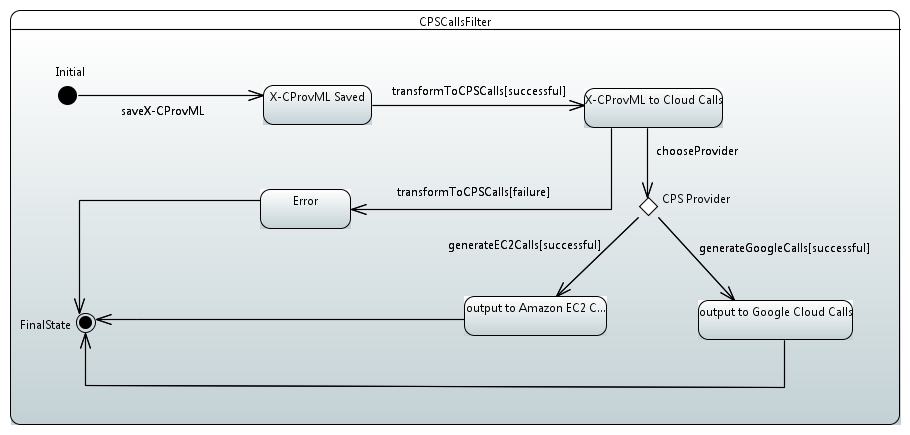 CPSCallsFilter
Initial
saveX-CProvML
X-CProvML Saved
transformToCPSCalls[successful]
X-CProvML to Cloud Calls
chooseProvider
transformToCPSCalls[failure]
Error
CPS Provider
generateEC2Calls[successful]
generateGoogleCalls[successful]
output to Amazon EC2 C...
output to Google Cloud Calls
FinalState